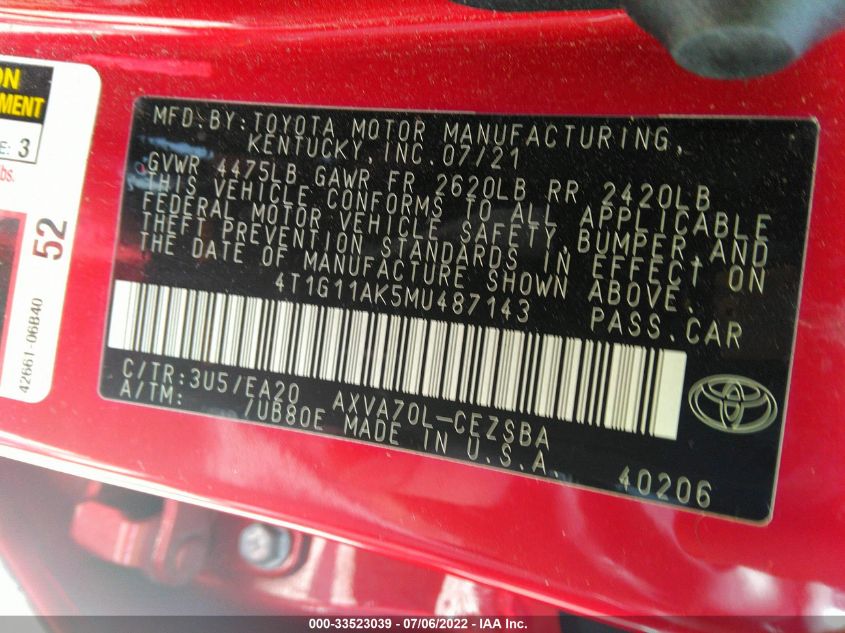 ON
EMENT
E: 3
lbs.
52
42661-06B40
MFD.BY:TOYOTA MOTOR MANUFACTURING,
KENTUCKY, INC. 07/21
GVWR 4475LB GAWR FR 2620LB RR 2420LB
THIS VEHICLE CONFORMS TO ALL APPLICABLE
FEDERAL MOTOR VEHICLE SAFETY, BUMPER, AND
THEFT PREVENTION STANDARDS IN EFFECT ON
THE DATE OF MANUFACTURE SHOWN ABOVE.
4T1G11AK5MU487143 PASS.CAR
C/TR:3U5/EA20 AXVA70L-CEZSBA
A/TM: /UB80E MADE IN U.S.A.
40206
000-33523039 - 07/06/2022 - IAA Inc.